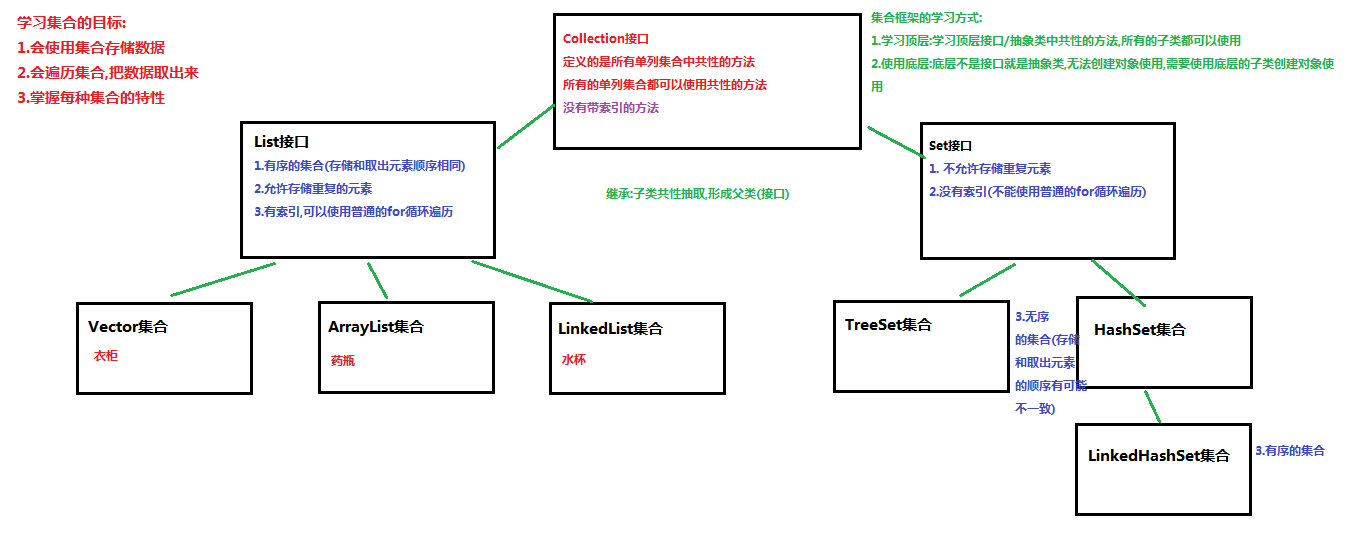 学习集合的目标:
1.会使用集合存储数据
2.会遍历集合,把数据取出来
3.掌握每种集合的特性
Collection接口
定义的是所有单列集合中共性的方法
所有的单列集合都可以使用共性的方法
没有带索引的方法
集合框架的学习方式:
1.学习顶层:学习顶层接口/抽象类中共性的方法,所有的子类都可以使用
2.使用底层:底层不是接口就是抽象类,无法创建对象使用,需要使用底层的子类创建对象使
用
List接口
1.有序的集合(存储和取出元素顺序相同)
2.允许存储重复的元素
3.有索引,可以使用普通的for循环遍历
继承:子类共性抽取,形成父类(接口)
Set接口
1. 不允许存储重复元素
2.没有索引(不能使用普通的for循环遍历)
Vector集合
衣柜
ArrayList集合
药瓶
LinkedList集合
水杯
TreeSet集合
3.无序
的集合(存储
和取出元素
的顺序有可能
不一致)
HashSet集合
LinkedHashSet集合
3.有序的集合